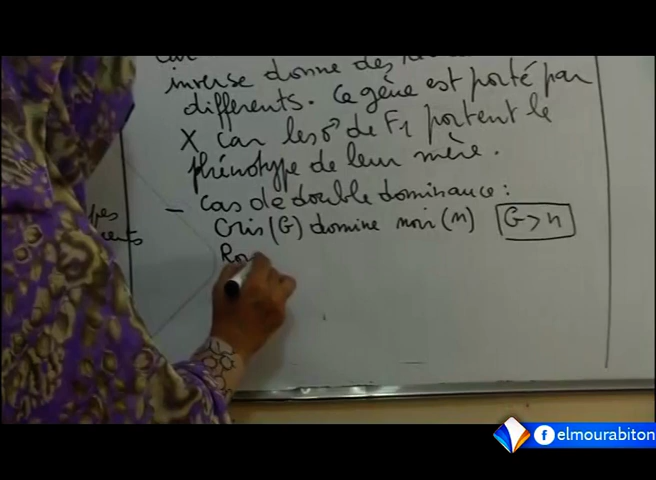 inverse donne des
différents. Ce gène est porté par
X car les ♂ de F1 portent le
phénotype de leur mère.
- cas de double dominance :
Gris (G) domine noir (n) G > n
Rou
elmourabiton